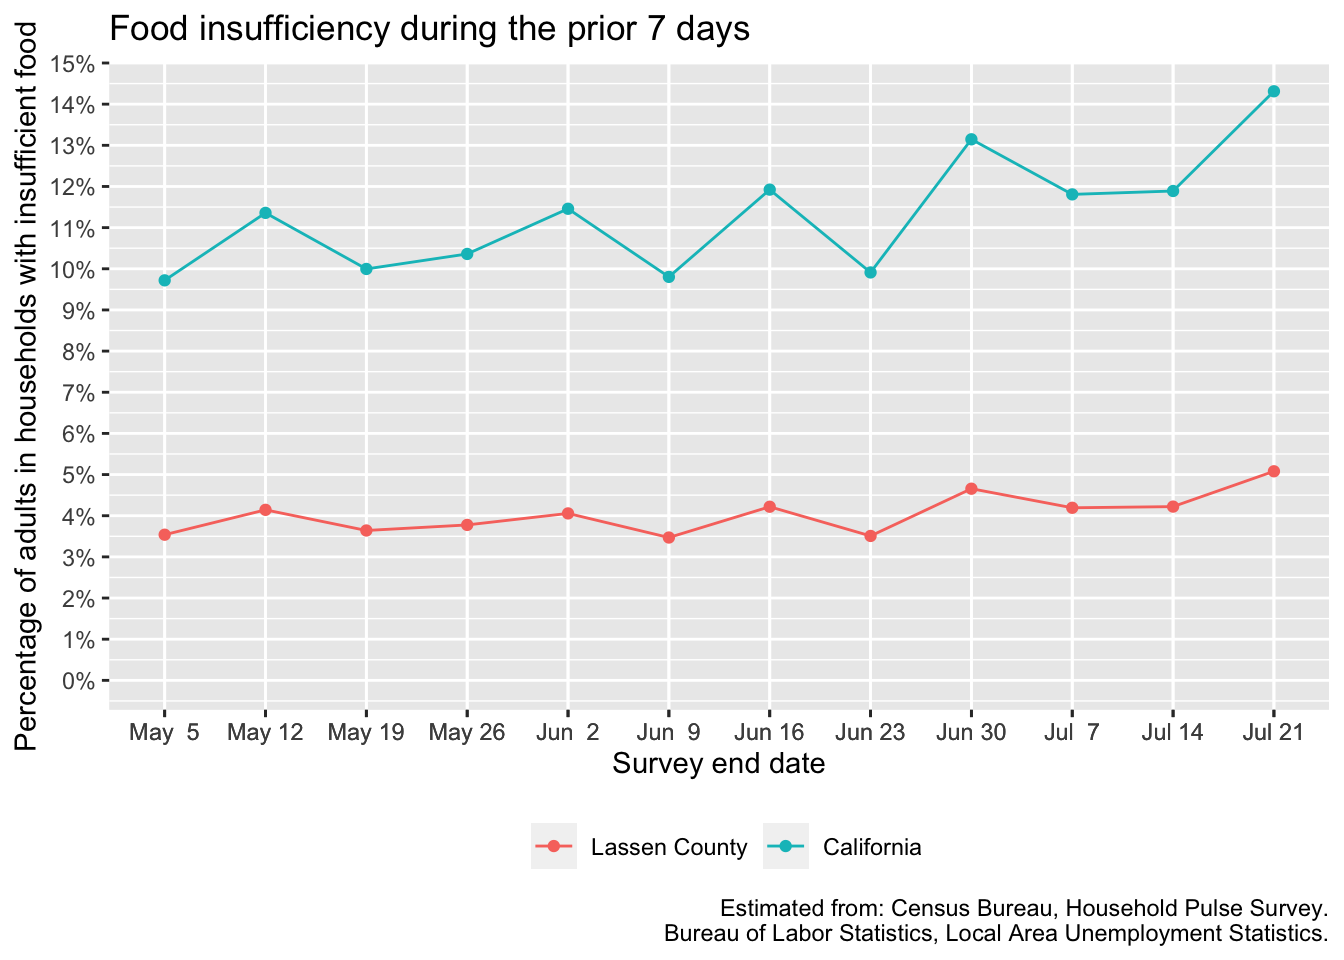 Food insufficiency during the prior 7 days
Percentage of adults in households with insufficient food
15%
14%
13%
12%
11%
10%
9%
8%
7%
6%
5%
4%
3%
2%
1%
0%
May  5 May 12 May 19 May 26 Jun  2 Jun  9 Jun 16 Jun 23 Jun 30 Jul  7 Jul 14 Jul 21
Survey end date
Lassen County California
Estimated from: Census Bureau, Household Pulse Survey.
Bureau of Labor Statistics, Local Area Unemployment Statistics.